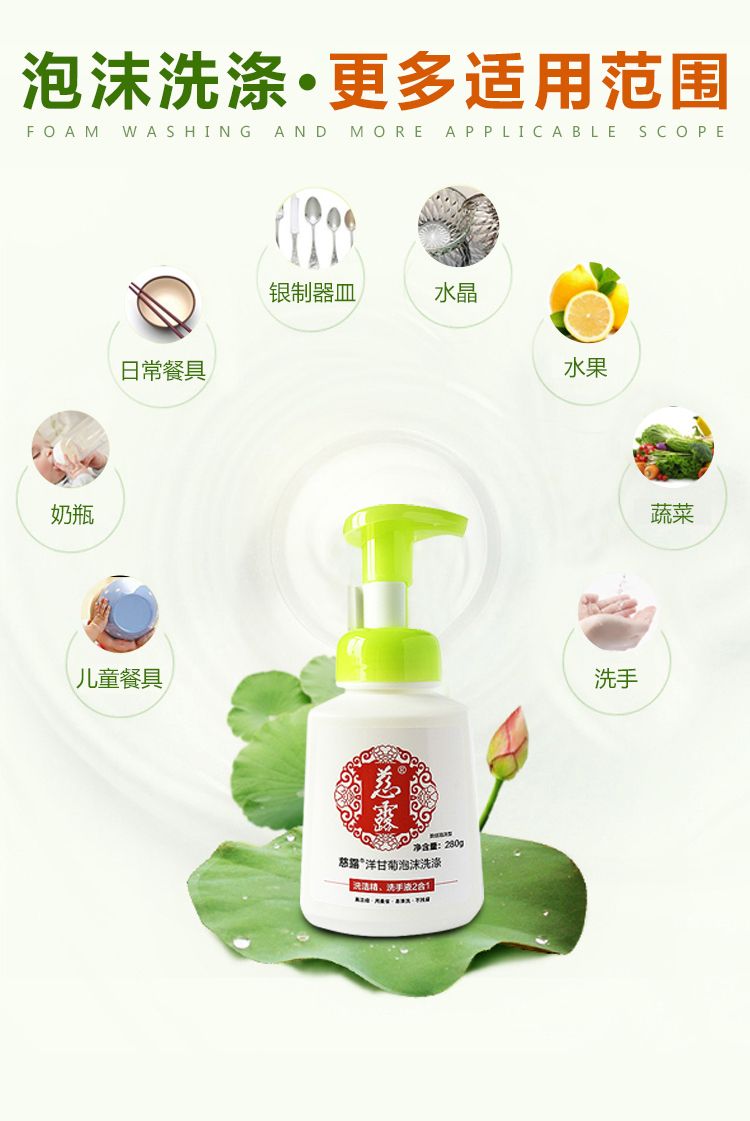 泡沫洗涤·更多适用范围
FOAM WASHING AND MORE APPLICABLE SCOPE
银制器皿
水晶
日常餐具
水果
奶瓶
蔬菜
儿童餐具
洗手
慈露®
净含量：280g
慈露®洋甘菊泡沫洗涤
洗洁精、洗手液2合1